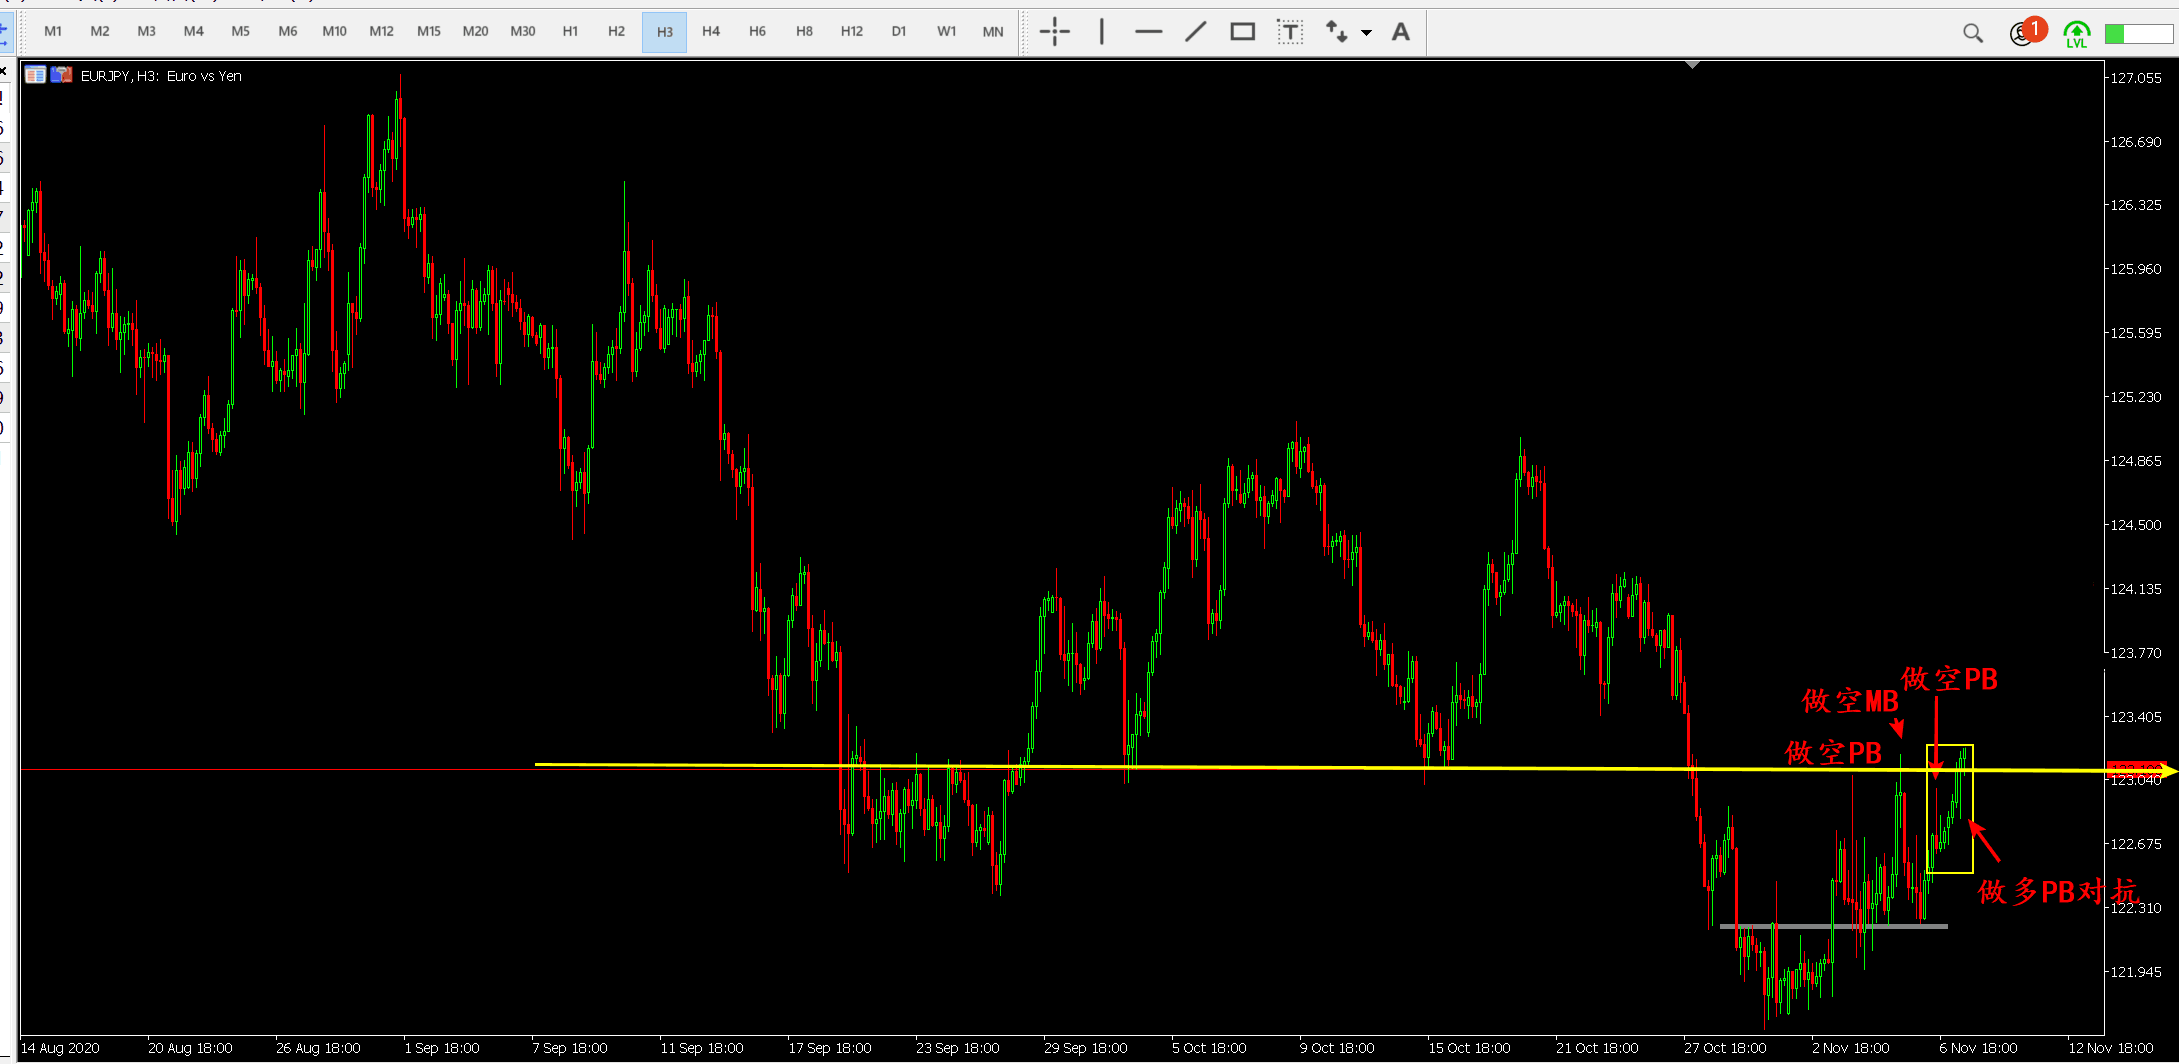 M1 M2 M3 M4 M5 M6 M10 M12 M15 M20 M30 H1 H2 H3 H4 H6 H8 H12 D1 W1 MN T A 1
LVL
EURJPY, H3: Euro vs Yen
127.055
126.690
126.325
125.960
125.595
125.230
124.865
124.500
124.135
123.770
做空PB
做空MB
123.405
做空PB
123.040
122.675
做多PB对抗
122.310
121.945
14 Aug 2020 20 Aug 18:00 26 Aug 18:00 1 Sep 18:00 7 Sep 18:00 11 Sep 18:00 17 Sep 18:00 23 Sep 18:00 29 Sep 18:00 5 Oct 18:00 9 Oct 18:00 15 Oct 18:00 21 Oct 18:00 27 Oct 18:00 2 Nov 18:00 6 Nov 18:00 12 Nov 18:00